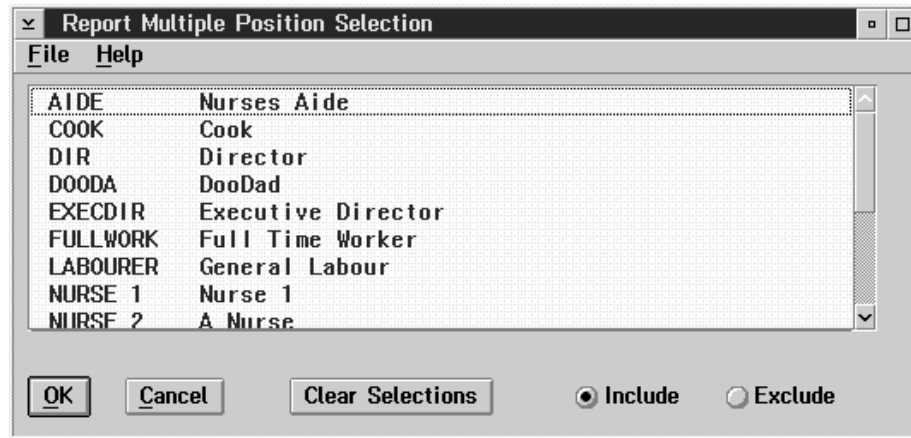 Report Multiple Position Selection
File Help
AIDE Nurses Aide
COOK Cook
DIR Director
DOODA DooDad
EXECDIR Executive Director
FULLWORK Full Time Worker
LABOURER General Labour
NURSE 1 Nurse 1
NURSE 2 A Nurse
OK Cancel Clear Selections Include Exclude